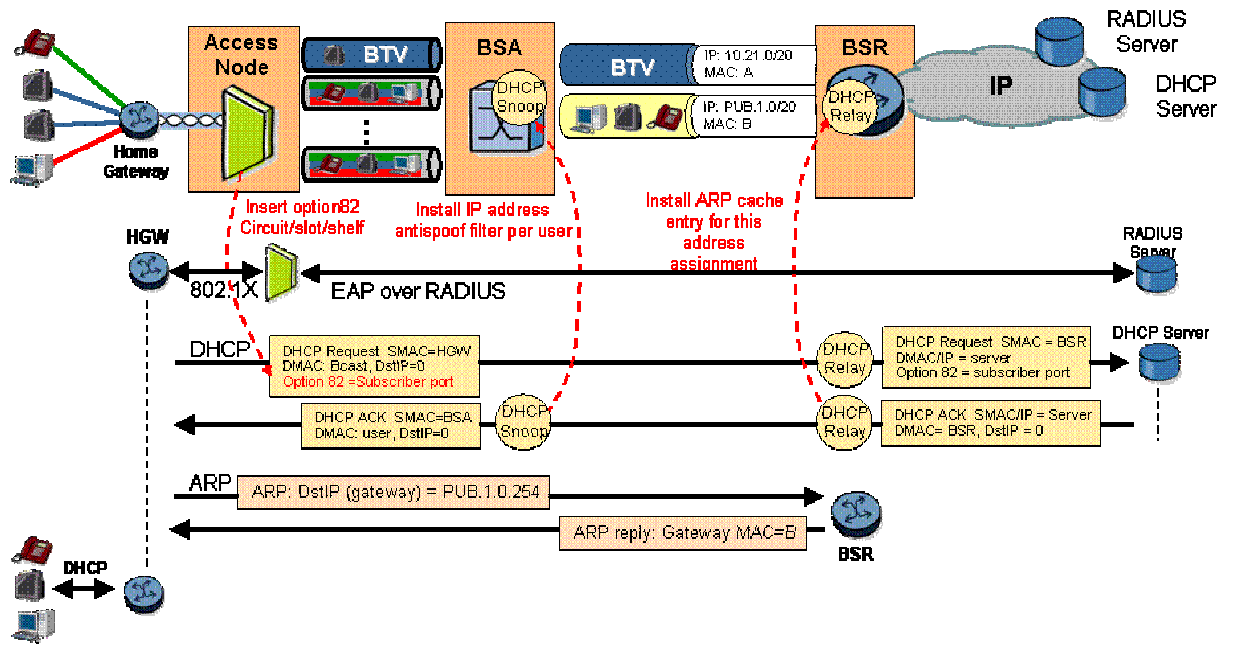 RADIUS
Server
DHCP
Server
Access
Node
BTV
BSA
DHCP
Snoop
BTV
IP: 10.21.0/20
MAC: A
IP: PUB.1.0/20
MAC: B
BSR
DHCP
Relay
IP
Home
Gateway
Insert option82
Circuit/slot/shelf
Install IP address
antispoof filter per user
Install ARP cache
entry for this
address
assignment
HGW
802.1X
EAP over RADIUS
RADIUS
Server
DHCP
DHCP Request SMAC=HGW
DMAC: Bcast, DstIP=0
Option 82 =Subscriber port
DHCP
Relay
DHCP Request SMAC = BSR
DMAC/IP = server
Option 82 = subscriber port
DHCP Server
DHCP ACK SMAC=BSA
DMAC: user, DstIP=0
DHCP
Snoop
DHCP
Relay
DHCP ACK SMAC/IP = Server
DMAC= BSR, DstIP = 0
ARP
ARP: DstIP (gateway) = PUB.1.0.254
ARP reply: Gateway MAC=B
BSR
DHCP